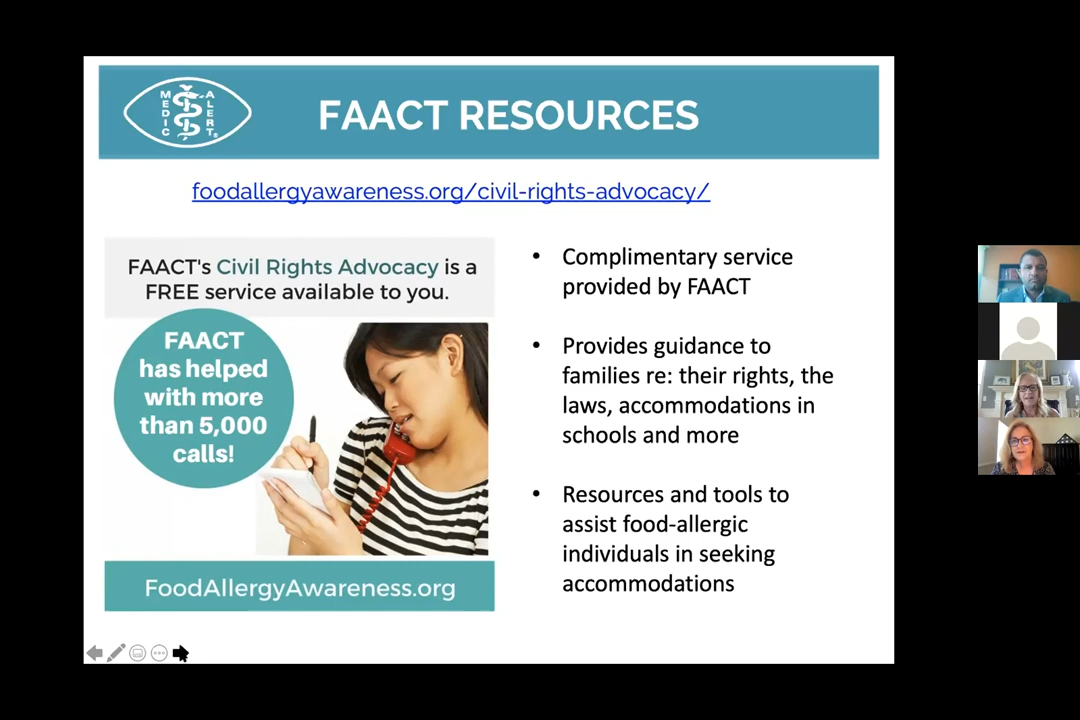 MEDIC ALERT®
FAACT RESOURCES
foodallergyawareness.org/civil-rights-advocacy/
FAACT's Civil Rights Advocacy is a
FREE service available to you.
FAACT
has helped
with more
than 5,000
calls!
FoodAllergyAwareness.org
• Complimentary service
provided by FAACT
• Provides guidance to
families re: their rights, the
laws, accommodations in
schools and more
• Resources and tools to
assist food-allergic
individuals in seeking
accommodations